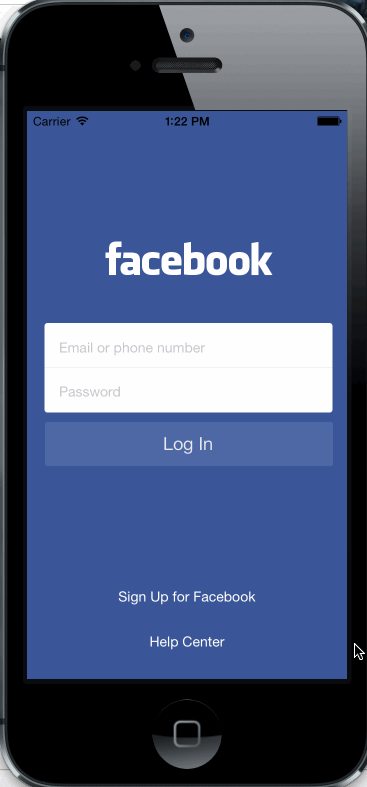 Carrier 1:22 PM
facebook
Email or phone number
Password
Log In
Sign Up for Facebook
Help Center